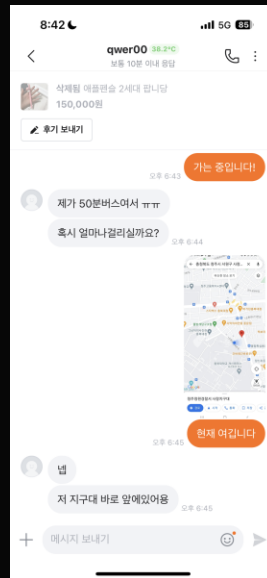 8:42
5G 85
qwer00 38.2°C
보통 10분 이내 응답
삭제됨 애플펜슬 2세대 팝니당
150,000원
후기 보내기
가는 중입니다!
오후 6:43
제가 50분버스여서 ㅠㅠ
혹시 얼마나걸리실까요?
오후 6:44
현재 여깁니다
오후 6:45
넵
저 지구대 바로 앞에있어용
오후 6:45
메시지 보내기